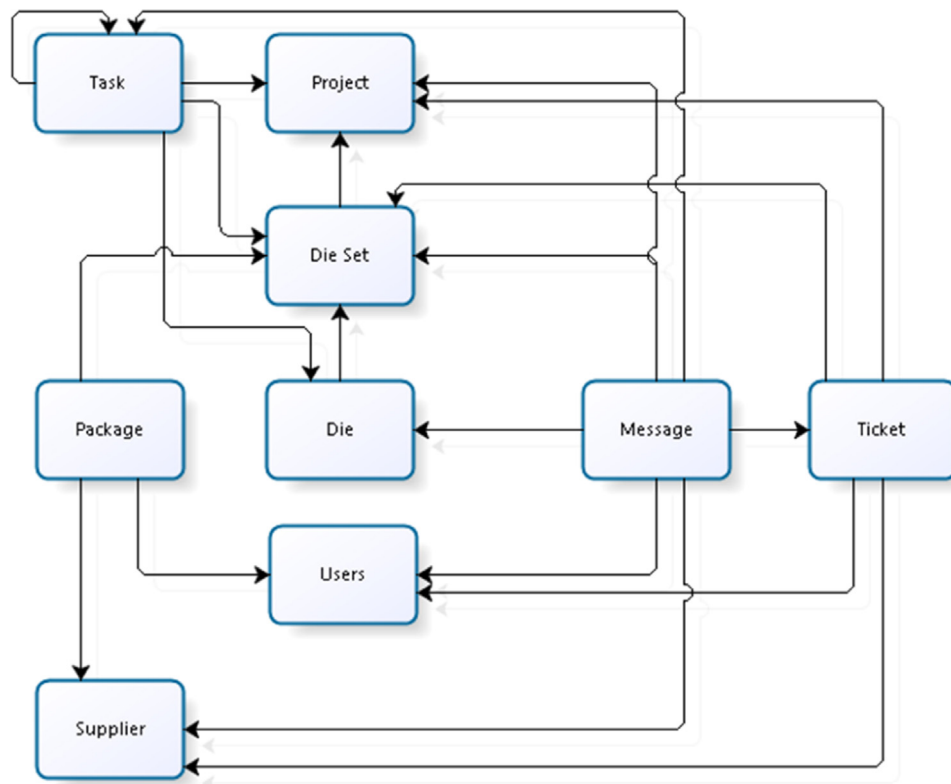 Task
Project
Die Set
Package
Die
Message
Ticket
Users
Supplier